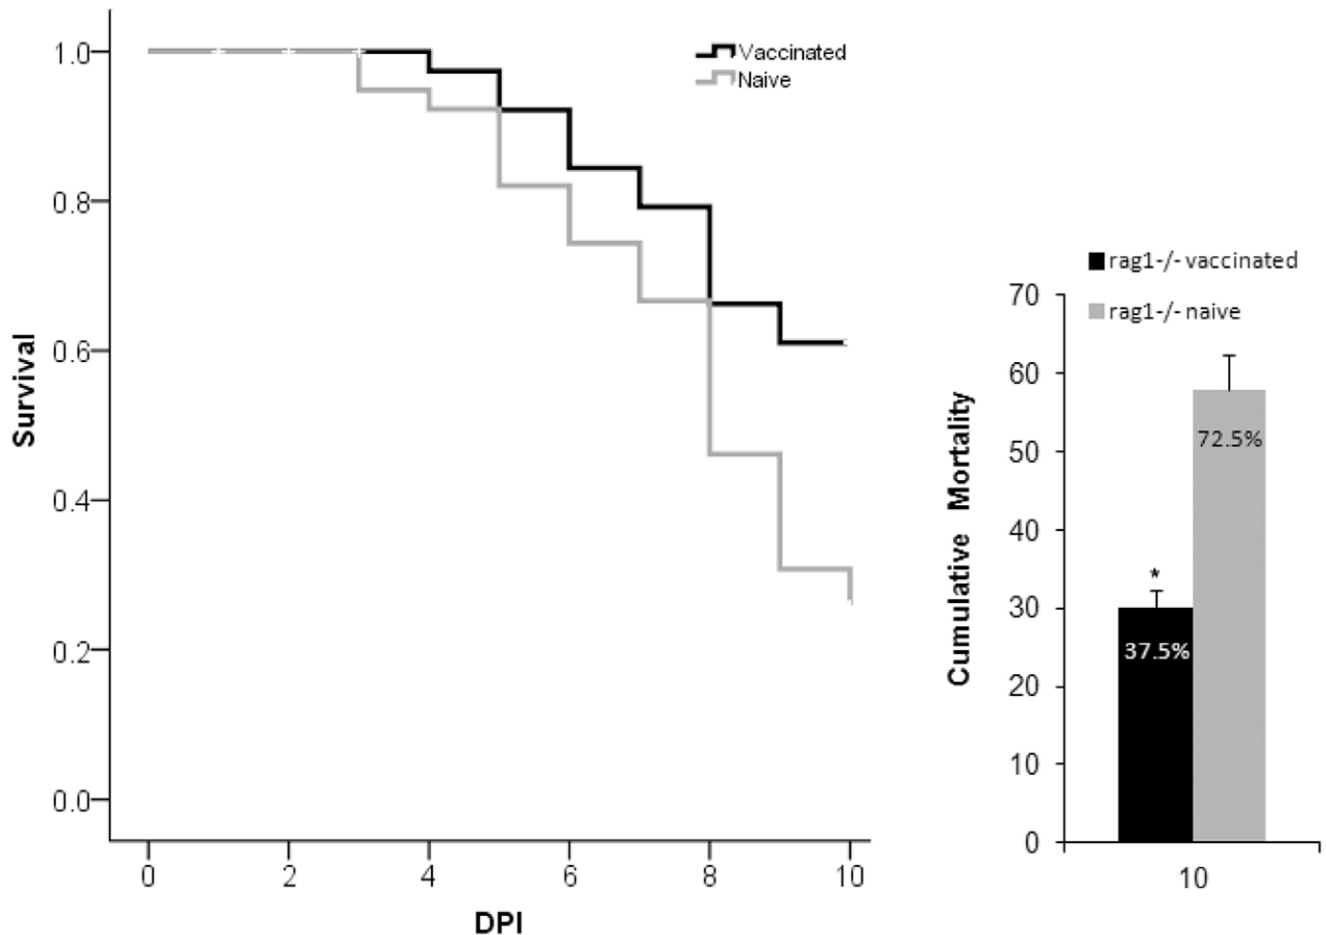 1.0
0.8
0.6
0.4
0.2
0.0
Survival
0 2 4 6 8 10
DPI
Vaccinated
Naive
rag1-/- vaccinated
rag1-/- naive
70
60
50
40
30
20
10
0
Cumulative Mortality
*
37.5%
72.5%
10